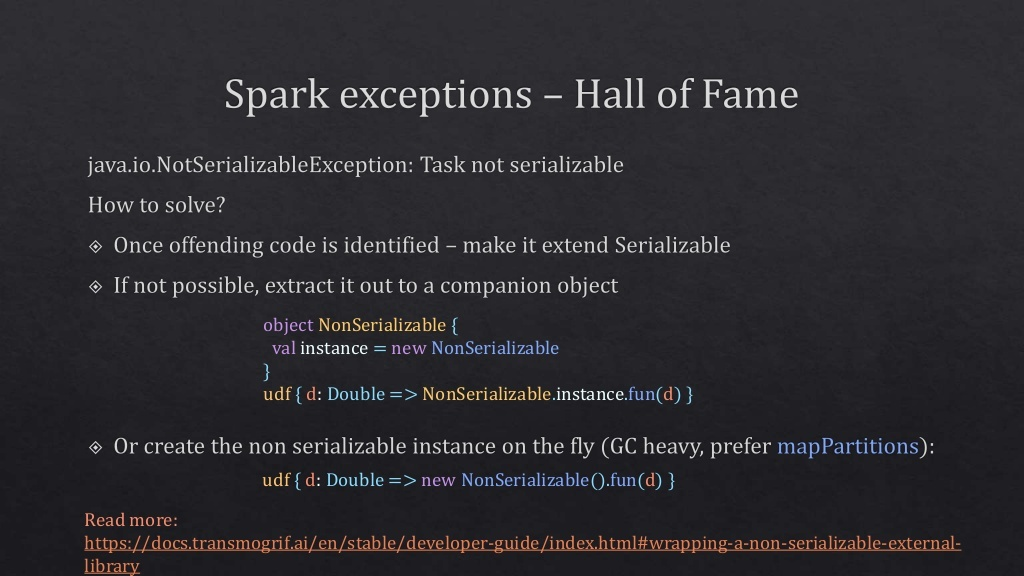 Spark exceptions – Hall of Fame
java.io.NotSerializableException: Task not serializable
How to solve?
Once offending code is identified – make it extend Serializable
If not possible, extract it out to a companion object
object NonSerializable {
val instance = new NonSerializable
}
udf { d: Double => NonSerializable.instance.fun(d) }
Or create the non serializable instance on the fly (GC heavy, prefer mapPartitions):
udf { d: Double => new NonSerializable().fun(d) }
Read more:
https://docs.transmogrif.ai/en/stable/developer-guide/index.html#wrapping-a-non-serializable-external-
library